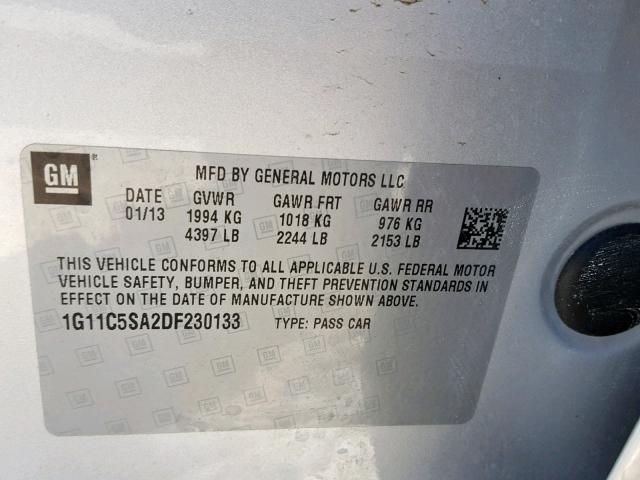 GM ®
MFD BY GENERAL MOTORS LLC
DATE GVWR GAWR FRT GAWR RR
01/13 1994 KG 1018 KG 976 KG
4397 LB 2244 LB 2153 LB
THIS VEHICLE CONFORMS TO ALL APPLICABLE U.S. FEDERAL MOTOR
VEHICLE SAFETY, BUMPER, AND THEFT PREVENTION STANDARDS IN
EFFECT ON THE DATE OF MANUFACTURE SHOWN ABOVE.
1G11C5SA2DF230133 TYPE: PASS CAR